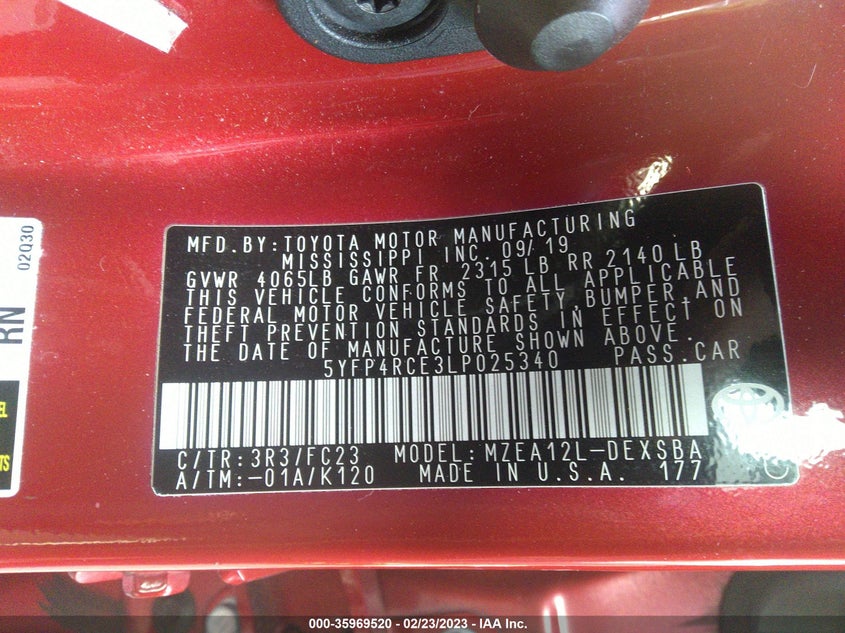 02Q30
RN
MFD.BY:TOYOTA MOTOR MANUFACTURING
MISSISSIPPI INC. 09/19
GVWR 4065LB GAWR FR 2315 LB RR 2140 LB
THIS VEHICLE CONFORMS TO ALL APPLICABLE
FEDERAL MOTOR VEHICLE SAFETY,BUMPER,AND
THEFT PREVENTION STANDARDS IN EFFECT ON
THE DATE OF MANUFACTURE SHOWN ABOVE.
5YFP4RCE3LP025340 PASS.CAR
C/TR:3R3/FC23 MODEL:MZEA12L-DEXSBA
A/TM:-01A/K120 MADE IN U.S.A. 177
000-35969520 - 02/23/2023 - IAA Inc.